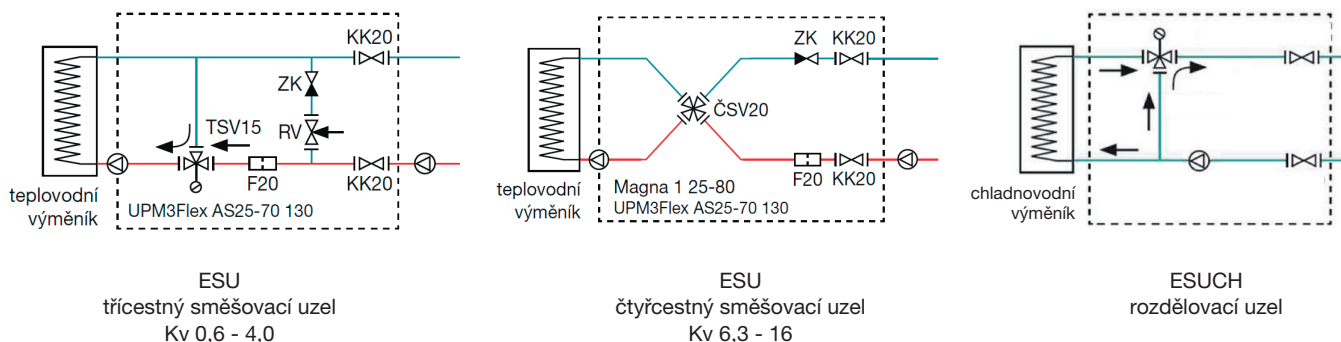 KK20
ZK
TSV15
RV
F20
KK20
teplovodní
výměník
UPM3Flex AS25-70 130
ESU
třícestný směšovací uzel
Kv 0,6 - 4,0
ZK
KK20
ČSV20
F20
KK20
teplovodní
výměník
Magna 1 25-80
UPM3Flex AS25-70 130
ESU
čtyřcestný směšovací uzel
Kv 6,3 - 16
chladnovodní
výměník
ESUCH
rozdělovací uzel